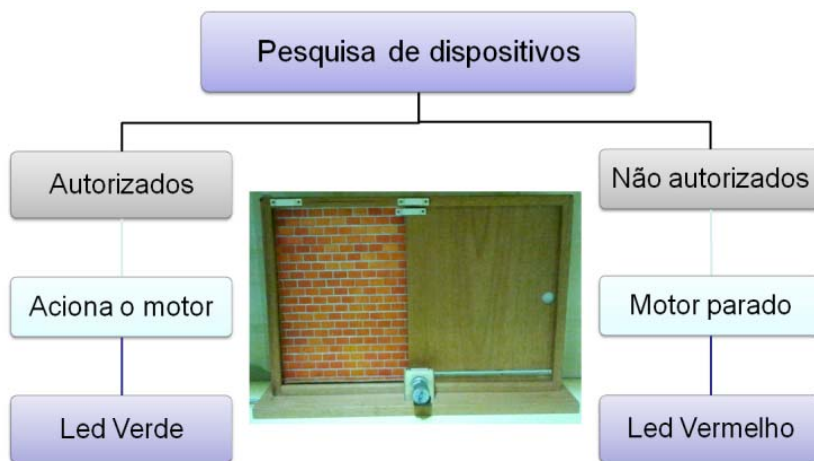 Pesquisa de dispositivos
Autorizados
Não autorizados
Aciona o motor
Motor parado
Led Verde
Led Vermelho